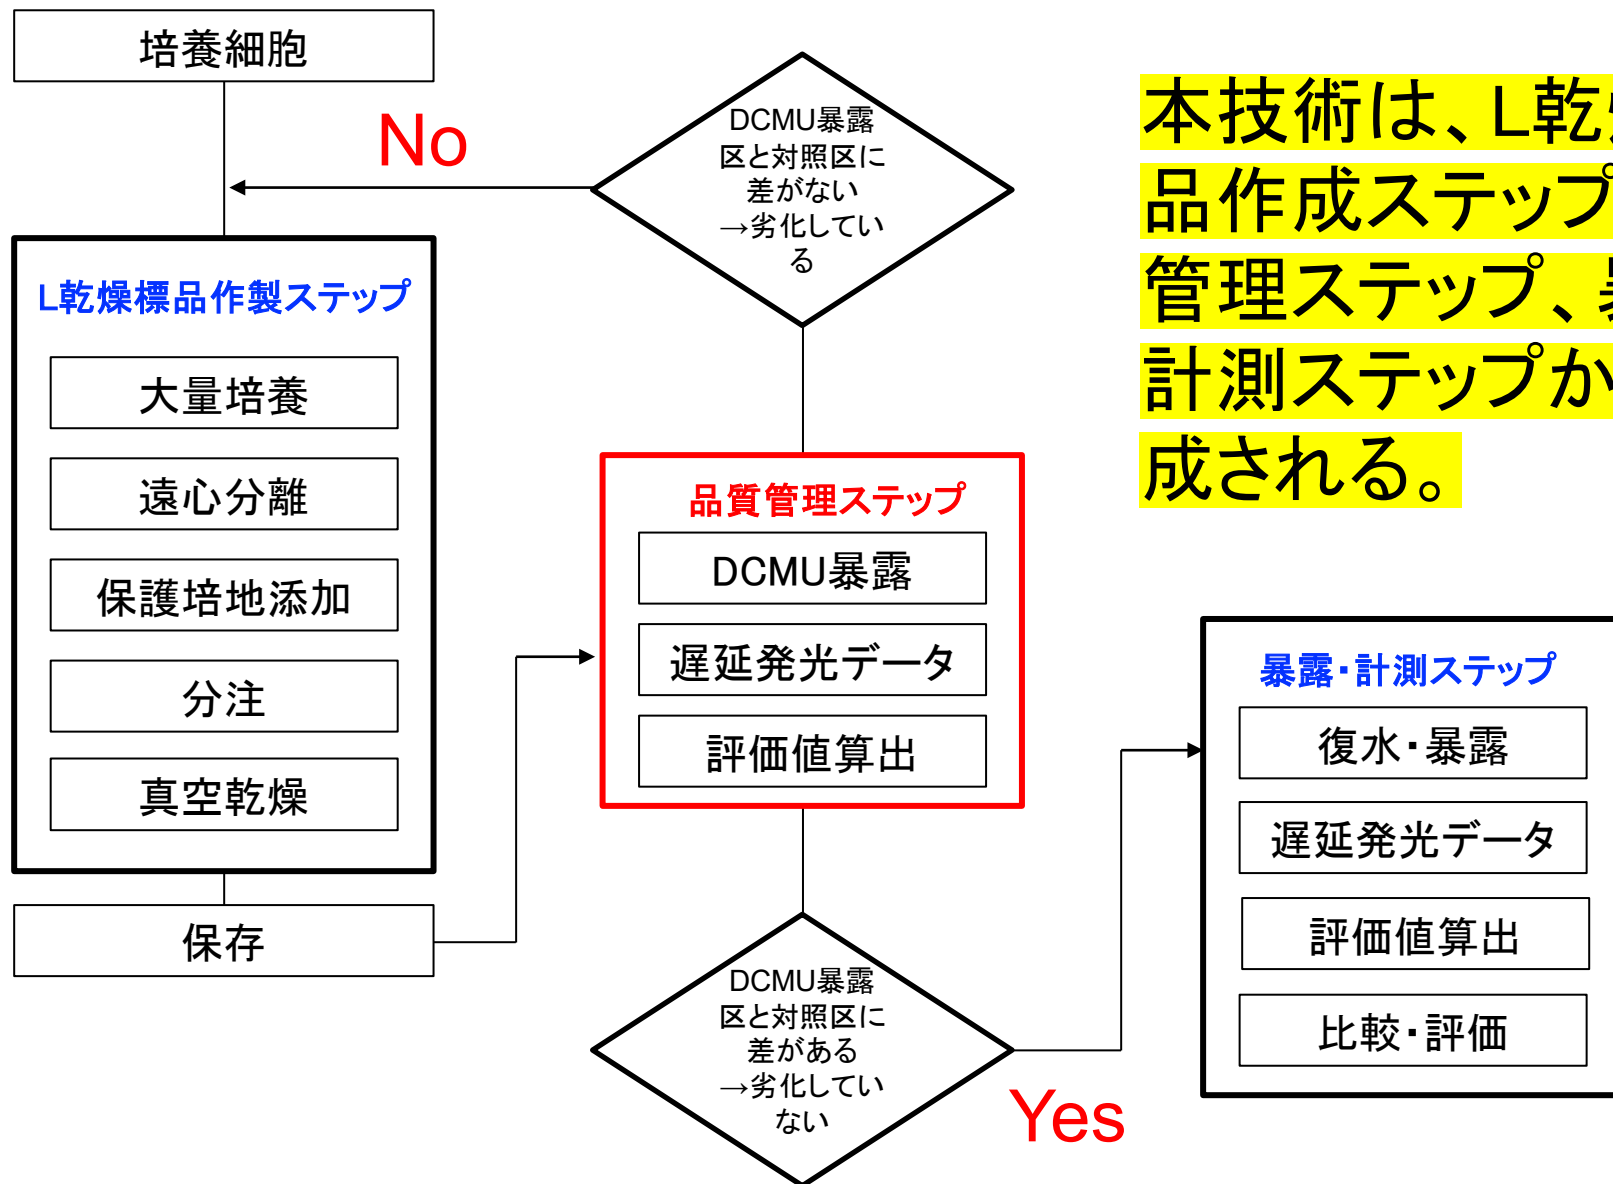 培養細胞
No
DCMU暴露
区と対照区に
差がない
→劣化してい
る
本技術は、L乾
品作成ステップ
管理ステップ、
計測ステップか
成される。
L乾燥標品作製ステップ
大量培養
遠心分離
保護培地添加
分注
真空乾燥
保存
品質管理ステップ
DCMU暴露
遅延発光データ
評価値算出
DCMU暴露
区と対照区に
差がある
→劣化してい
ない
Yes
暴露・計測ステップ
復水・暴露
遅延発光データ
評価値算出
比較・評価